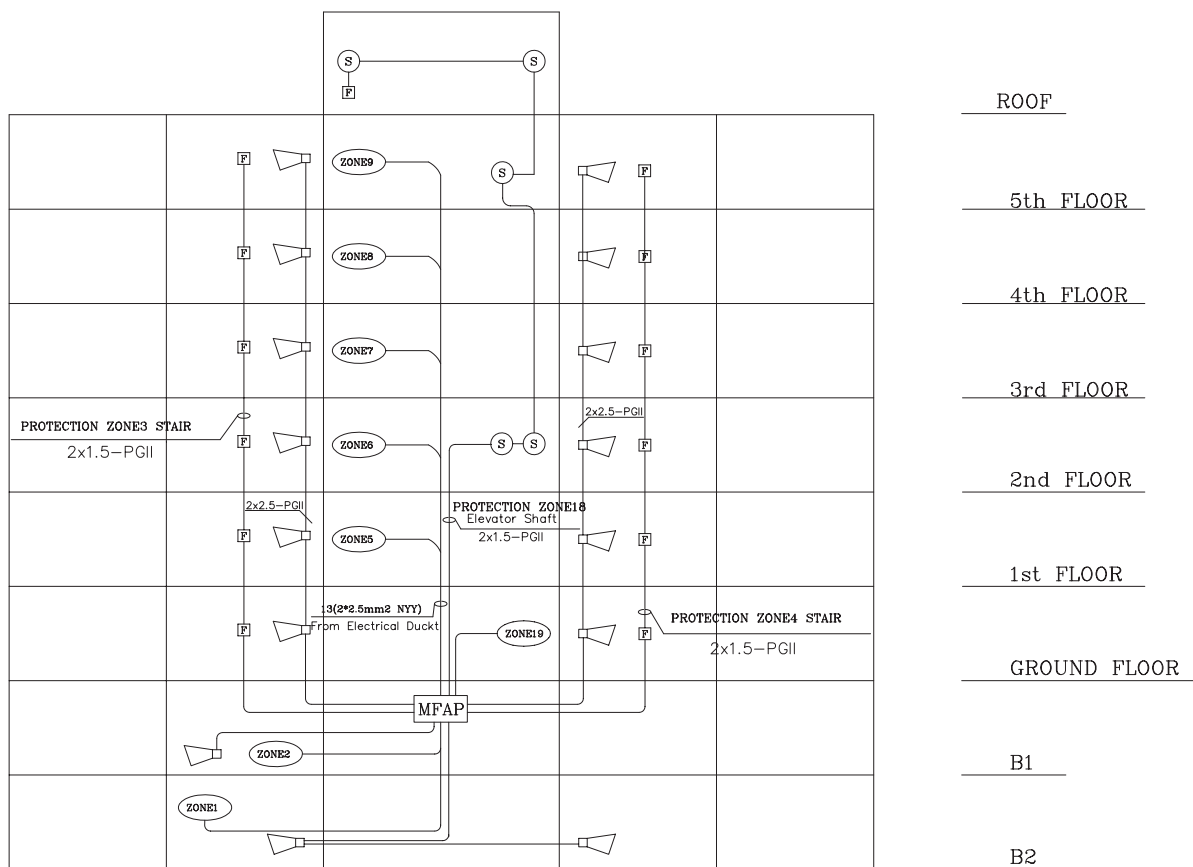 S S
F
ROOF
F ZONE9 S F
5th FLOOR
F ZONE8 F
4th FLOOR
F ZONE7 F
3rd FLOOR
2x2.5-PGII
PROTECTION ZONE3 STAIR
2x1.5-PGII
F ZONE6 S S F
2nd FLOOR
2x2.5-PGII
PROTECTION ZONE18
Elevator Shaft
2x1.5-PGII
F ZONE5 F
1st FLOOR
13(2*2.5mm2 NYY)
From Electrical Duckt
PROTECTION ZONE4 STAIR
2x1.5-PGII
F ZONE19 F
GROUND FLOOR
MFAP
ZONE2
B1
ZONE1
B2